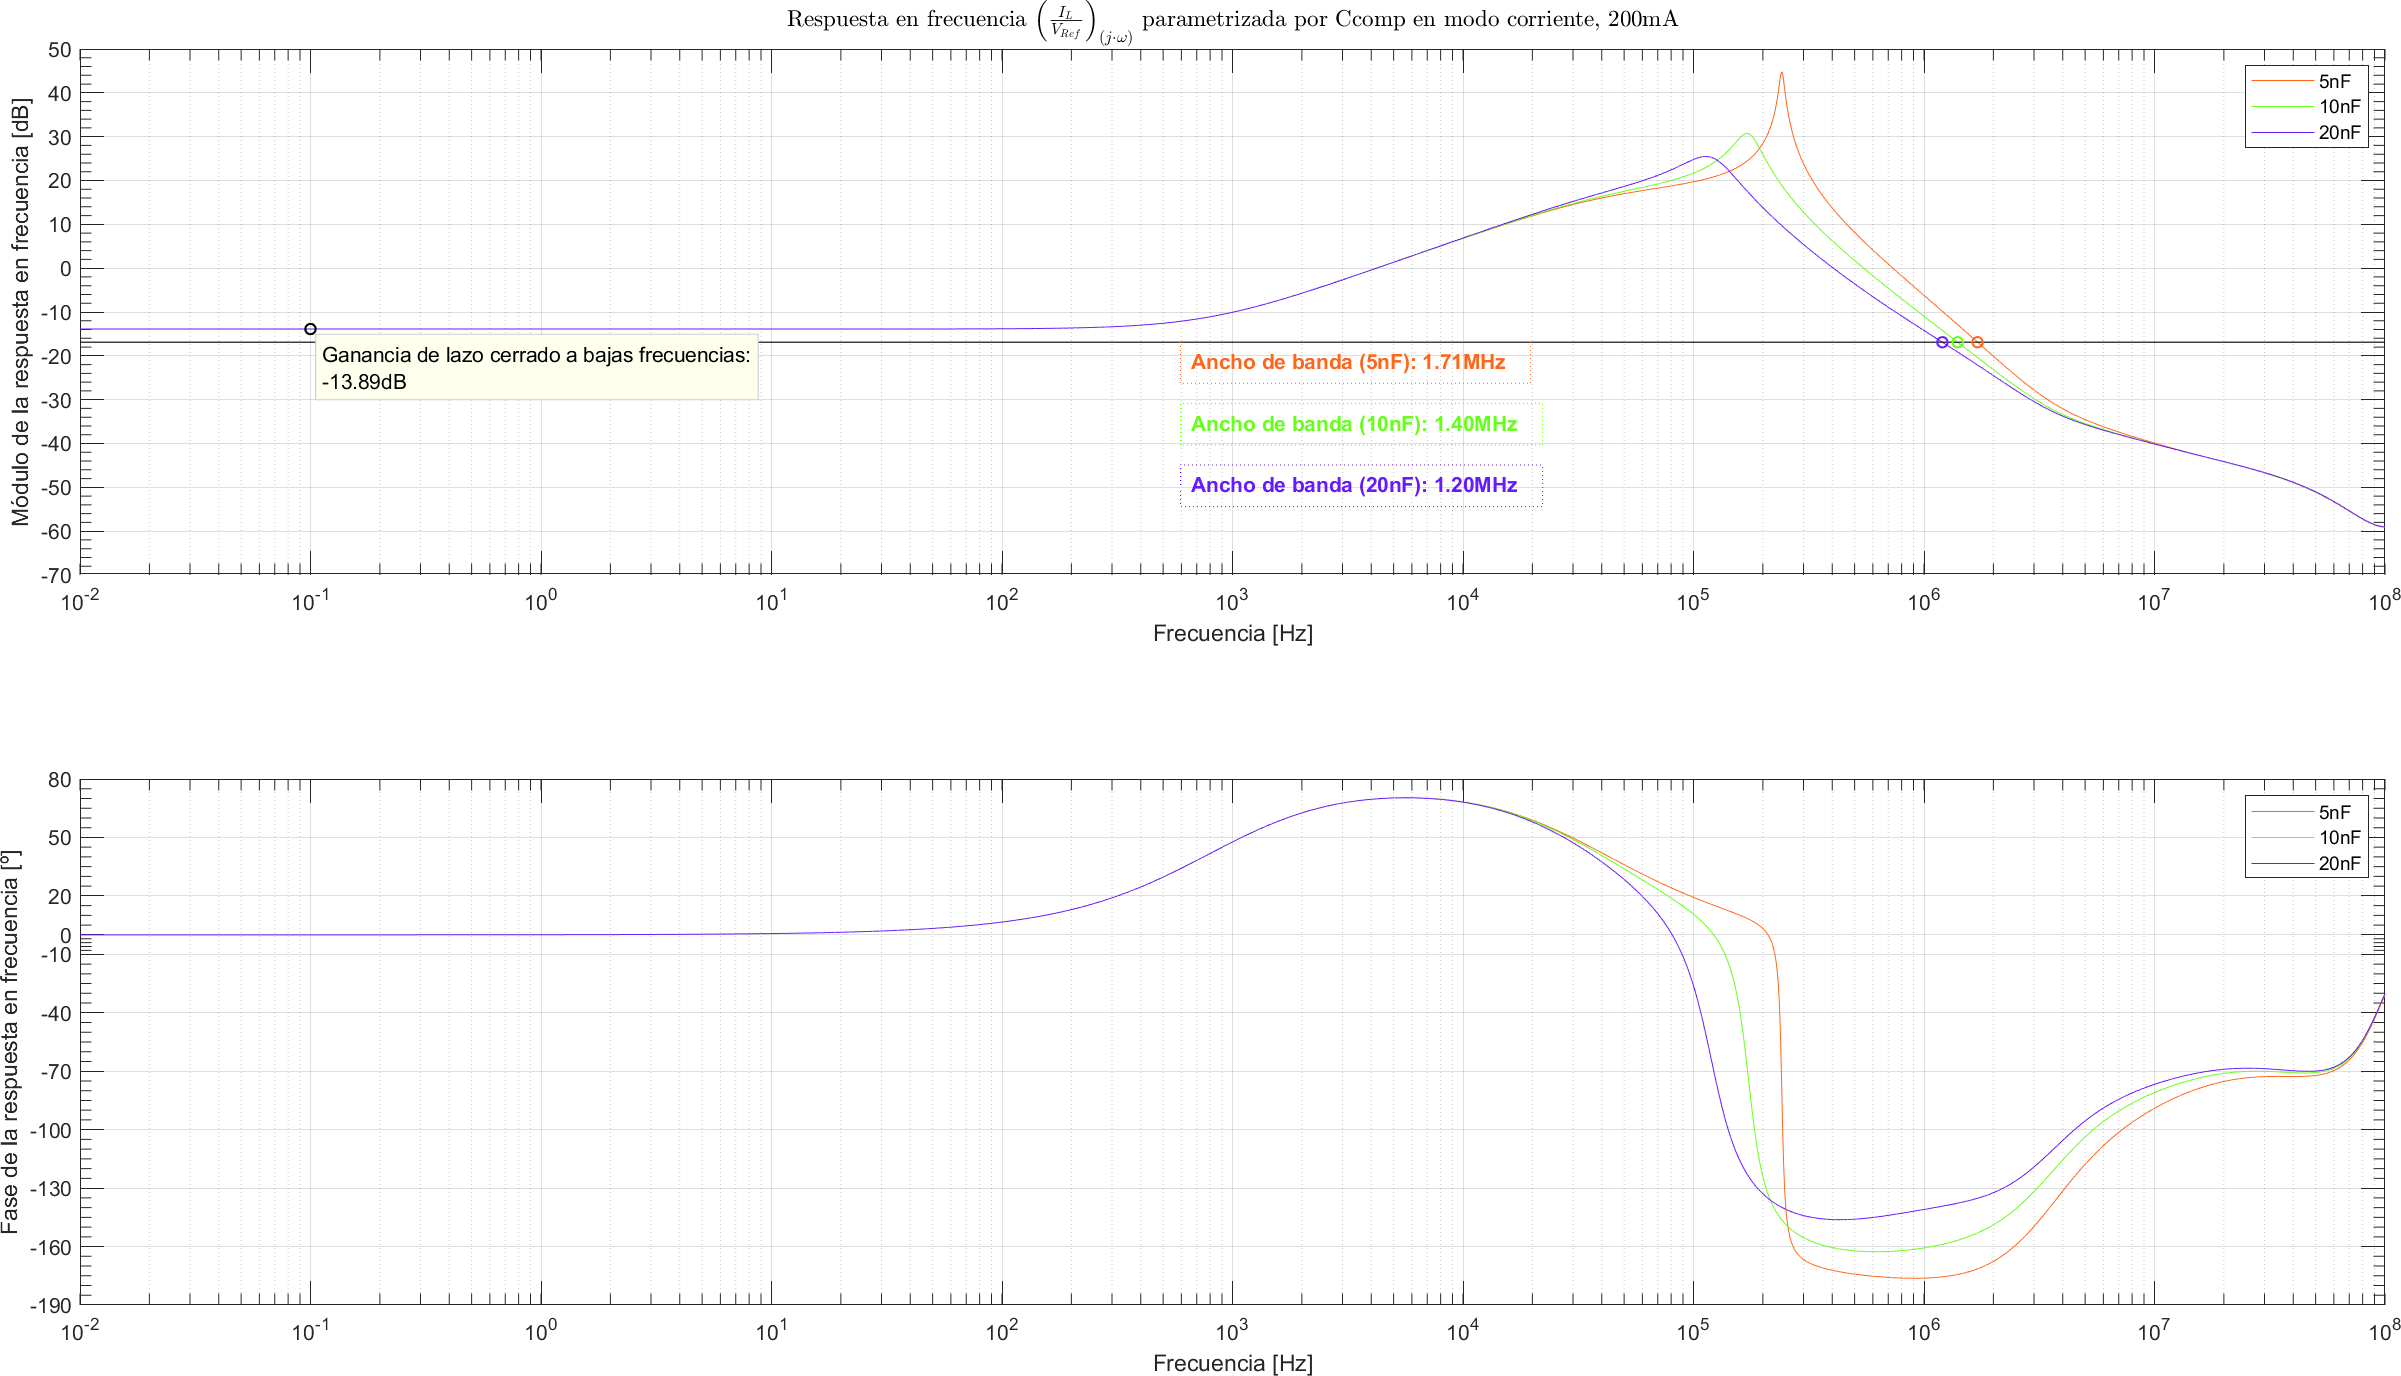 Respuesta en frecuencia (I_L/V_Ref)_(j·ω) parametrizada por Ccomp en modo corriente, 200mA
Módulo de la respuesta en frecuencia [dB]
50
40
30
20
10
0
-10
-20
-30
-40
-50
-60
-70
5nF
10nF
20nF
Ganancia de lazo cerrado a bajas frecuencias:
-13.89dB
Ancho de banda (5nF): 1.71MHz
Ancho de banda (10nF): 1.40MHz
Ancho de banda (20nF): 1.20MHz
10^-2 10^-1 10^0 10^1 10^2 10^3 10^4 10^5 10^6 10^7 10^8
Frecuencia [Hz]
Fase de la respuesta en frecuencia [º]
80
50
20
0
-10
-40
-70
-100
-130
-160
-190
5nF
10nF
20nF
10^-2 10^-1 10^0 10^1 10^2 10^3 10^4 10^5 10^6 10^7 10^8
Frecuencia [Hz]